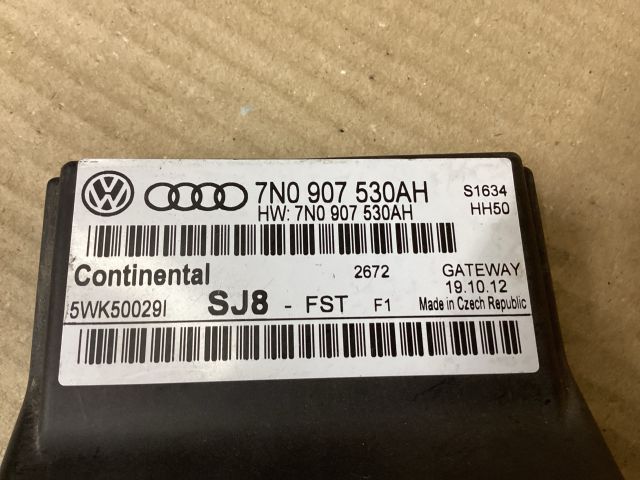 7N0 907 530AH S1634
HW: 7N0 907 530AH HH50
Continental 2672 GATEWAY
19.10.12
5WK50029I SJ8 - FST F1 Made in Czech Republic